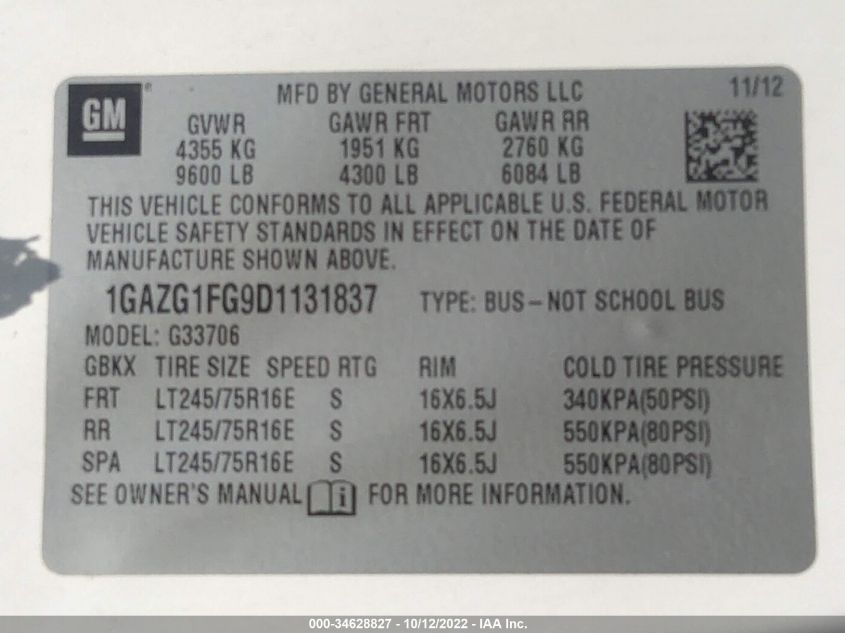 GM® MFD BY GENERAL MOTORS LLC 11/12
GVWR GAWR FRT GAWR RR
4355 KG 1951 KG 2760 KG
9600 LB 4300 LB 6084 LB
THIS VEHICLE CONFORMS TO ALL APPLICABLE U.S. FEDERAL MOTOR
VEHICLE SAFETY STANDARDS IN EFFECT ON THE DATE OF
MANUFACTURE SHOWN ABOVE.
1GAZG1FG9D1131837 TYPE: BUS – NOT SCHOOL BUS
MODEL: G33706
GBKX TIRE SIZE SPEED RTG RIM COLD TIRE PRESSURE
FRT LT245/75R16E S 16X6.5J 340KPA(50PSI)
RR LT245/75R16E S 16X6.5J 550KPA(80PSI)
SPA LT245/75R16E S 16X6.5J 550KPA(80PSI)
SEE OWNER'S MANUAL i FOR MORE INFORMATION.
000-34628827 - 10/12/2022 - IAA Inc.